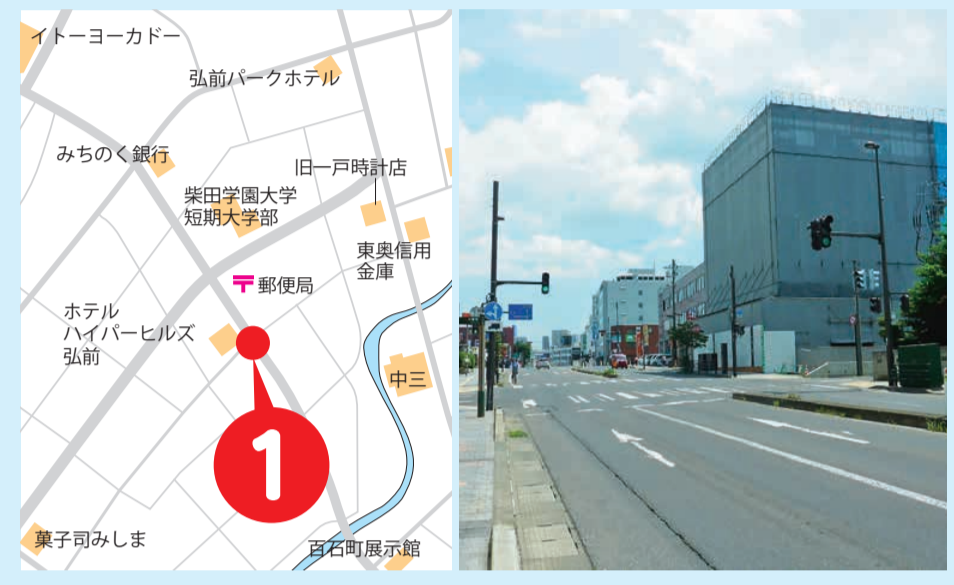 イトーヨーカドー
弘前パークホテル
みちのく銀行
旧一戸時計店
柴田学園大学
短期大学部
東奥信用
金庫
〒郵便局
ホテル
ハイパーヒルズ
弘前
中三
1
菓子司みしま
百石町展示館